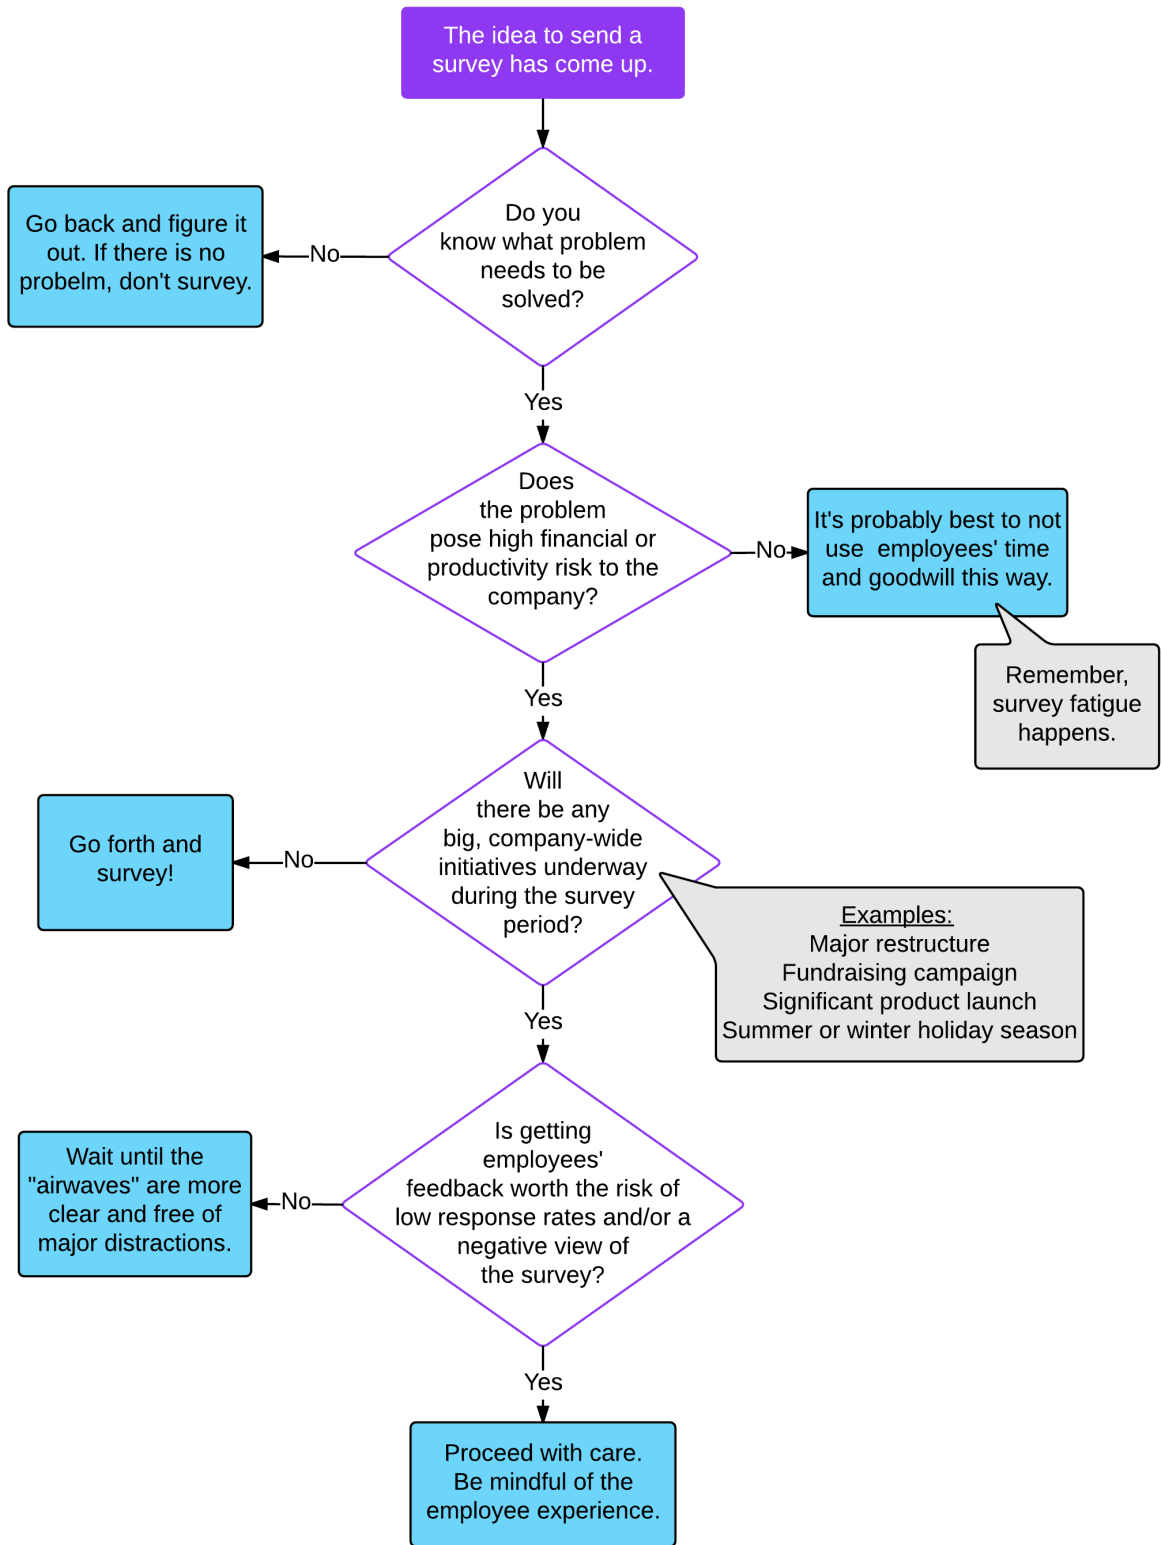 The idea to send a
survey has come up.
Do you
know what problem
needs to be
solved?
No
Go back and figure it
out. If there is no
probelm, don't survey.
Yes
Does
the problem
pose high financial or
productivity risk to the
company?
No
It's probably best to not
use  employees' time
and goodwill this way.
Remember,
survey fatigue
happens.
Yes
Will
there be any
big, company-wide
initiatives underway
during the survey
period?
No
Go forth and
survey!
Examples:
Major restructure
Fundraising campaign
Significant product launch
Summer or winter holiday season
Yes
Is getting
employees'
feedback worth the risk of
low response rates and/or a
negative view of
the survey?
No
Wait until the
"airwaves" are more
clear and free of
major distractions.
Yes
Proceed with care.
Be mindful of the
employee experience.